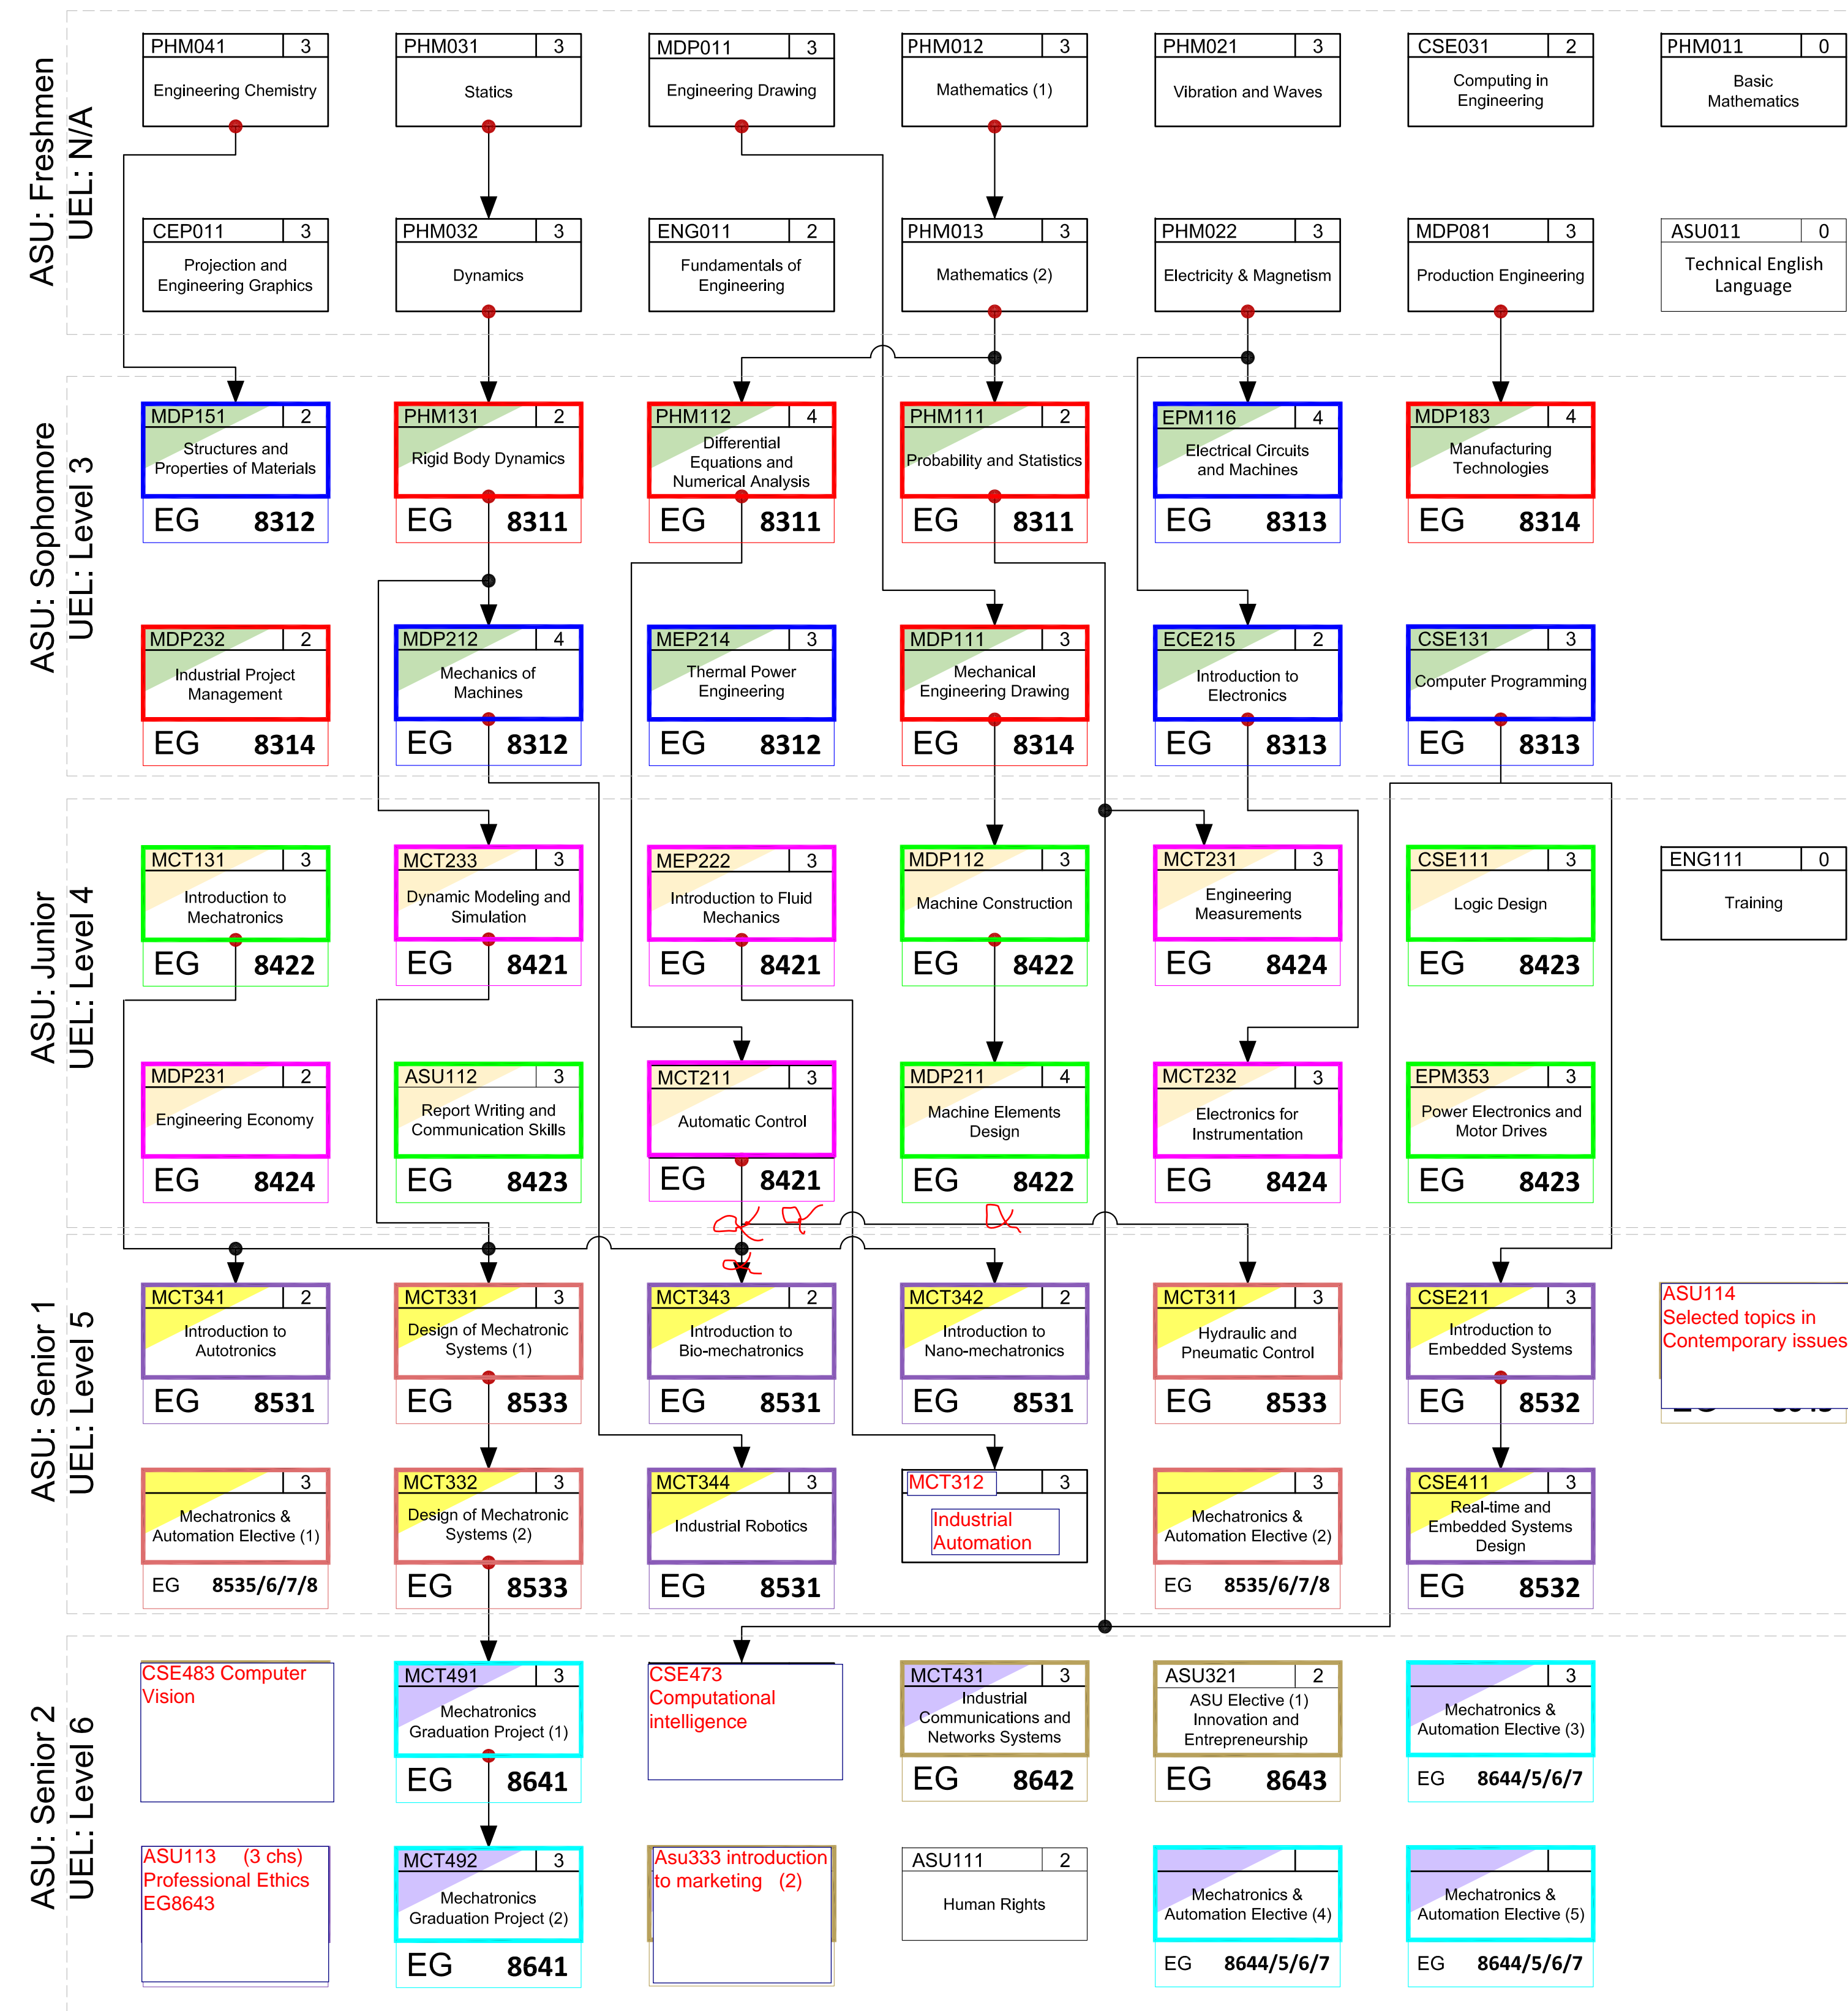 ASU: Freshmen
UEL: N/A
PHM041 3
Engineering Chemistry
PHM031 3
Statics
MDP011 3
Engineering Drawing
PHM012 3
Mathematics (1)
PHM021 3
Vibration and Waves
CSE031 2
Computing in
Engineering
PHM011 0
Basic
Mathematics
CEP011 3
Projection and
Engineering Graphics
PHM032 3
Dynamics
ENG011 2
Fundamentals of
Engineering
PHM013 3
Mathematics (2)
PHM022 3
Electricity & Magnetism
MDP081 3
Production Engineering
ASU011 0
Technical English
Language
ASU: Sophomore
UEL: Level 3
MDP151 2
Structures and
Properties of Materials
EG 8312
PHM131 2
Rigid Body Dynamics
EG 8311
PHM112 4
Differential
Equations and
Numerical Analysis
EG 8311
PHM111 2
Probability and Statistics
EG 8311
EPM116 4
Electrical Circuits
and Machines
EG 8313
MDP183 4
Manufacturing
Technologies
EG 8314
MDP232 2
Industrial Project
Management
EG 8314
MDP212 4
Mechanics of
Machines
EG 8312
MEP214 3
Thermal Power
Engineering
EG 8312
MDP111 3
Mechanical
Engineering Drawing
EG 8314
ECE215 2
Introduction to
Electronics
EG 8313
CSE131 3
Computer Programming
EG 8313
ASU: Junior
UEL: Level 4
MCT131 3
Introduction to
Mechatronics
EG 8422
MCT233 3
Dynamic Modeling and
Simulation
EG 8421
MEP222 3
Introduction to Fluid
Mechanics
EG 8421
MDP112 3
Machine Construction
EG 8422
MCT231 3
Engineering
Measurements
EG 8424
CSE111 3
Logic Design
EG 8423
ENG111 0
Training
MDP231 2
Engineering Economy
EG 8424
ASU112 3
Report Writing and
Communication Skills
EG 8423
MCT211 3
Automatic Control
EG 8421
MDP211 4
Machine Elements
Design
EG 8422
MCT232 3
Electronics for
Instrumentation
EG 8424
EPM353 3
Power Electronics and
Motor Drives
EG 8423
ASU: Senior 1
UEL: Level 5
MCT341 2
Introduction to
Autotronics
EG 8531
MCT331 3
Design of Mechatronic
Systems (1)
EG 8533
MCT343 2
Introduction to
Bio-mechatronics
EG 8531
MCT342 2
Introduction to
Nano-mechatronics
EG 8531
MCT311 3
Hydraulic and
Pneumatic Control
EG 8533
CSE211 3
Introduction to
Embedded Systems
EG 8532
ASU114
Selected topics in
Contemporary issues
3
Mechatronics &
Automation Elective (1)
EG 8535/6/7/8
MCT332 3
Design of Mechatronic
Systems (2)
EG 8533
MCT344 3
Industrial Robotics
EG 8531
MCT312 3
Industrial
Automation
3
Mechatronics &
Automation Elective (2)
EG 8535/6/7/8
CSE411 3
Real-time and
Embedded Systems
Design
EG 8532
ASU: Senior 2
UEL: Level 6
CSE483 Computer
Vision
MCT491 3
Mechatronics
Graduation Project (1)
EG 8641
CSE473
Computational
intelligence
MCT431 3
Industrial
Communications and
Networks Systems
EG 8642
ASU321 2
ASU Elective (1)
Innovation and
Entrepreneurship
EG 8643
3
Mechatronics &
Automation Elective (3)
EG 8644/5/6/7
ASU113 (3 chs)
Professional Ethics
EG8643
MCT492 3
Mechatronics
Graduation Project (2)
EG 8641
Asu333 introduction
to marketing (2)
ASU111 2
Human Rights
Mechatronics &
Automation Elective (4)
EG 8644/5/6/7
Mechatronics &
Automation Elective (5)
EG 8644/5/6/7